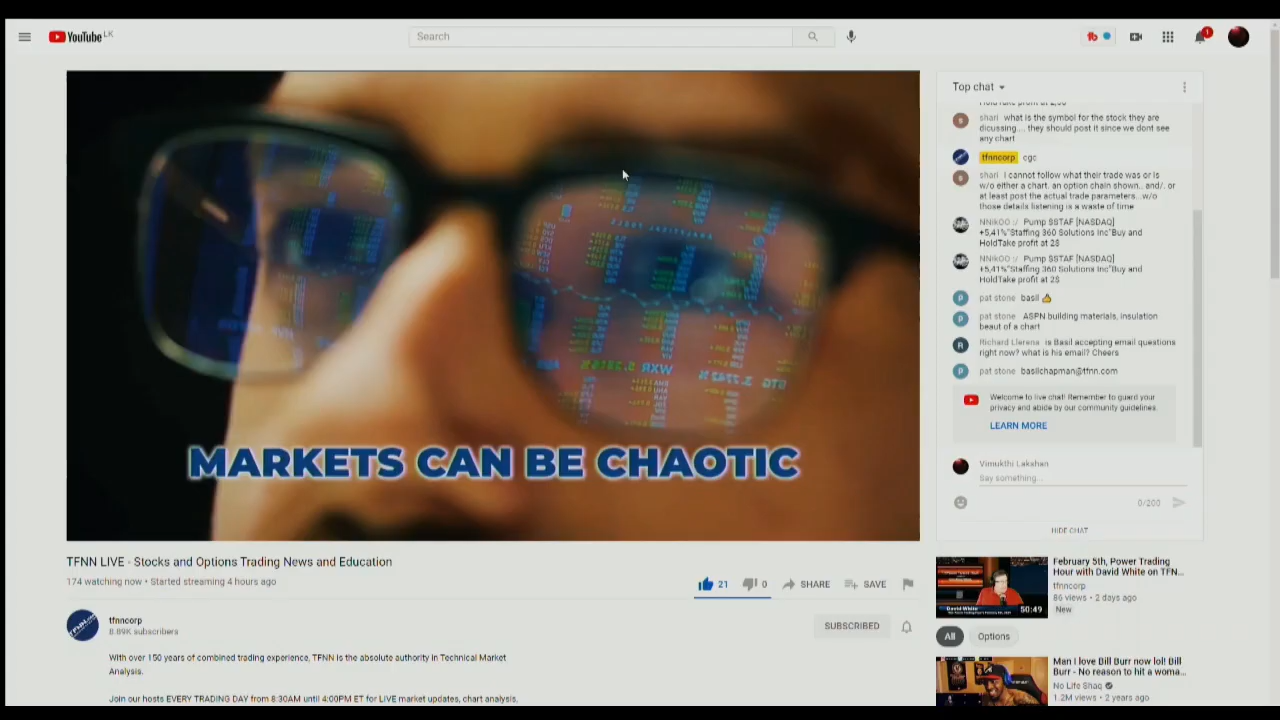 YouTube LK
Search
1
Top chat
HoldTake profit at 2,50
shari what is the symbol for the stock they are
dicussing.... they should post it since we dont see
any chart
tfnncorp cgc
shari I cannot follow what their trade was or is
w/o either a chart. an option chain shown.. and/. or
at least post the actual trade parameters...w/o
those details listening is a waste of time
NNikOO :/ Pump $STAF [NASDAQ]
+5,41%"Staffing 360 Solutions Inc"Buy and
HoldTake profit at 2$
NNikOO :/ Pump $STAF [NASDAQ]
+5,41%"Staffing 360 Solutions Inc"Buy and
HoldTake profit at 2$
pat stone basil 👍
pat stone ASPN building materials, insulation
beaut of a chart
Richard Llerena is Basil accepting email questions
right now? what is his email? Cheers
pat stone basilchapman@tfnn.com
Welcome to live chat! Remember to guard your
privacy and abide by our community guidelines.
LEARN MORE
Vimukthi Lakshan
Say something...
0/200
HIDE CHAT
MARKETS CAN BE CHAOTIC
TFNN LIVE - Stocks and Options Trading News and Education
174 watching now • Started streaming 4 hours ago
21 0 SHARE SAVE
tfnncorp
8.89K subscribers
SUBSCRIBED
With over 150 years of combined trading experience, TFNN is the absolute authority in Technical Market
Analysis.
Join our hosts EVERY TRADING DAY from 8:30AM until 4:00PM ET for LIVE market updates, chart analysis,
David White
50:49
February 5th, Power Trading
Hour with David White on TFN...
tfnncorp
86 views • 2 days ago
New
All Options
Man I love Bill Burr now lol! Bill
Burr - No reason to hit a woma...
No Life Shaq
1.2M views • 2 years ago